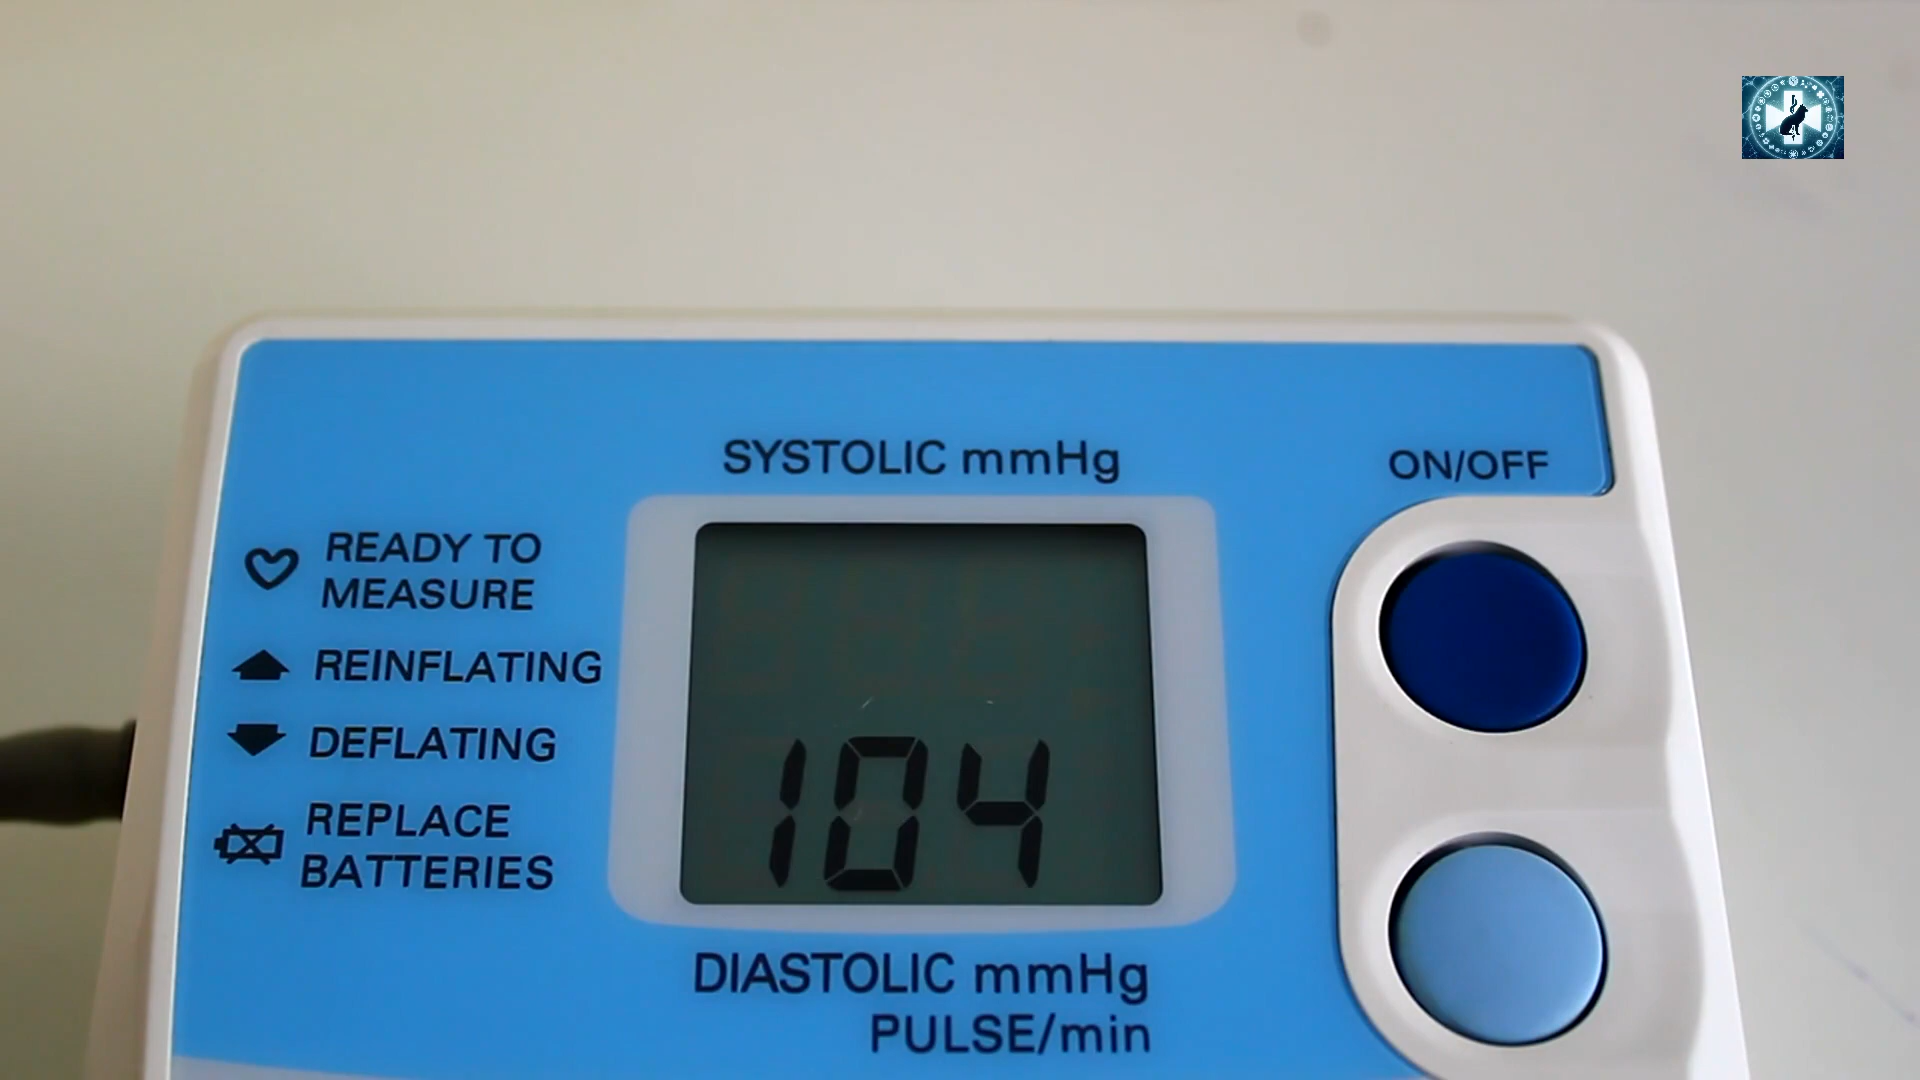 SYSTOLIC mmHg
ON/OFF
READY TO
MEASURE
REINFLATING
DEFLATING
REPLACE
BATTERIES
104
DIASTOLIC mmHg
PULSE/min